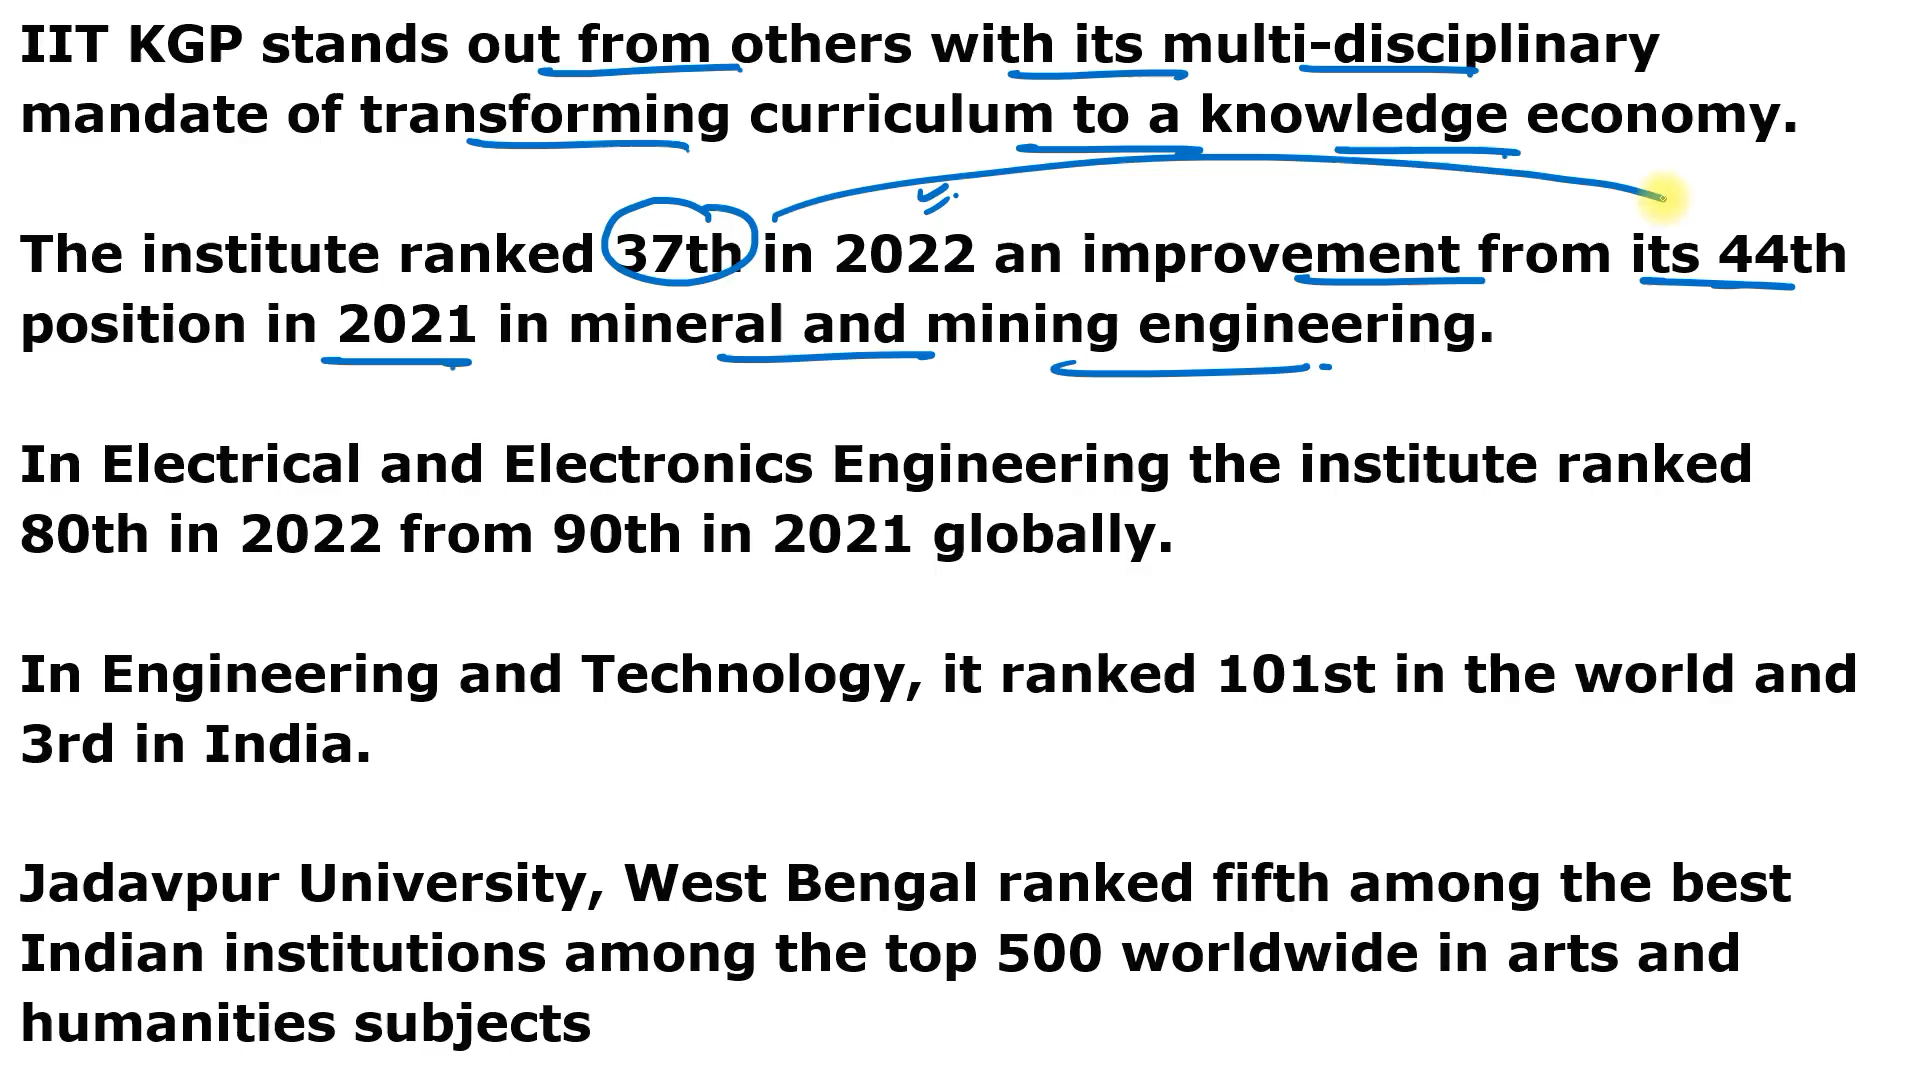 IIT KGP stands out from others with its multi-disciplinary
mandate of transforming curriculum to a knowledge economy.
The institute ranked 37th in 2022 an improvement from its 44th
position in 2021 in mineral and mining engineering.
In Electrical and Electronics Engineering the institute ranked
80th in 2022 from 90th in 2021 globally.
In Engineering and Technology, it ranked 101st in the world and
3rd in India.
Jadavpur University, West Bengal ranked fifth among the best
Indian institutions among the top 500 worldwide in arts and
humanities subjects